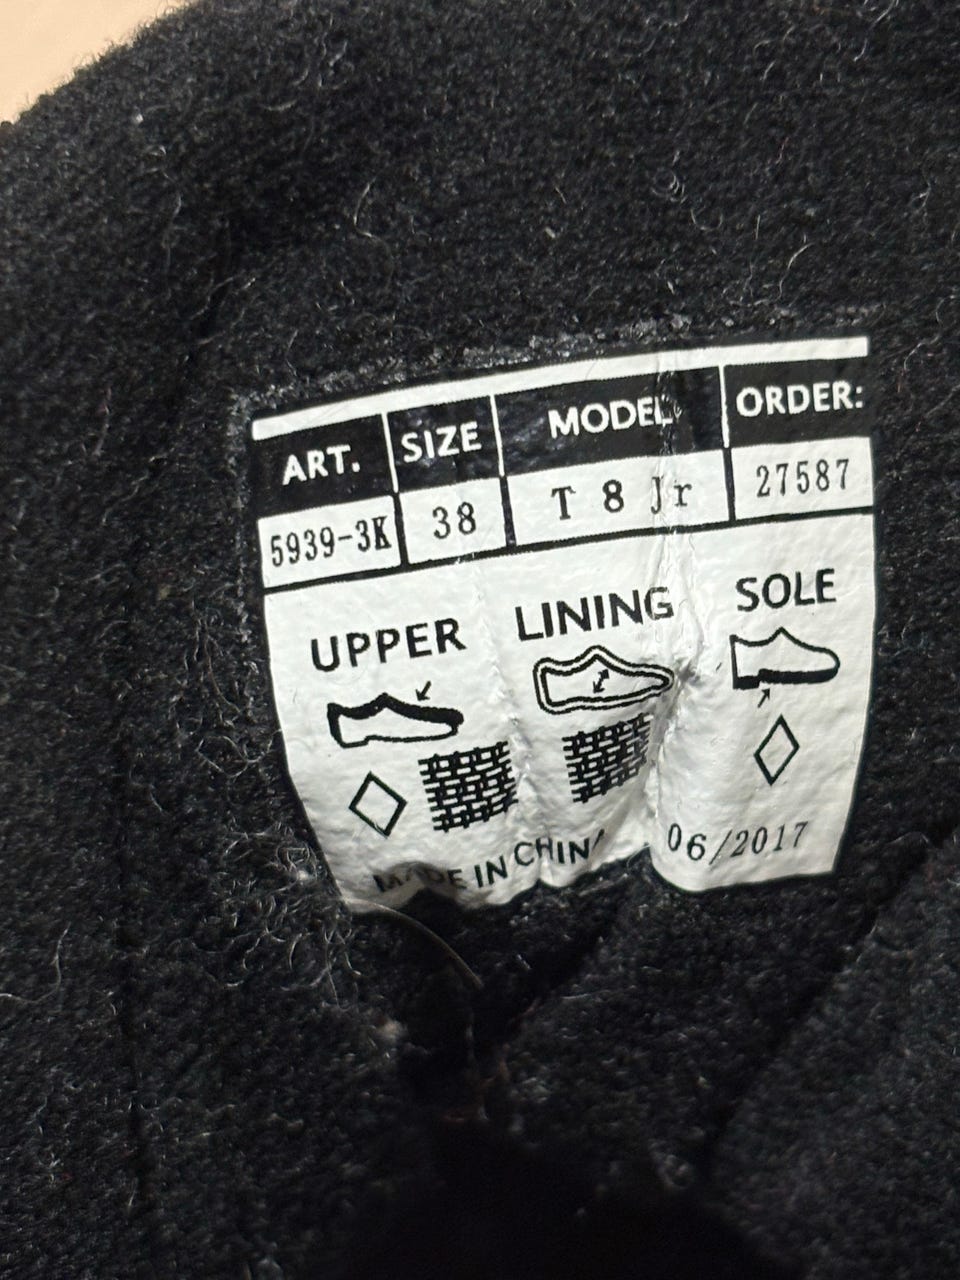 ART. SIZE MODEL ORDER:
5939-3K 38 T 8 Jr 27587
UPPER LINING SOLE
MADE IN CHINA 06/2017